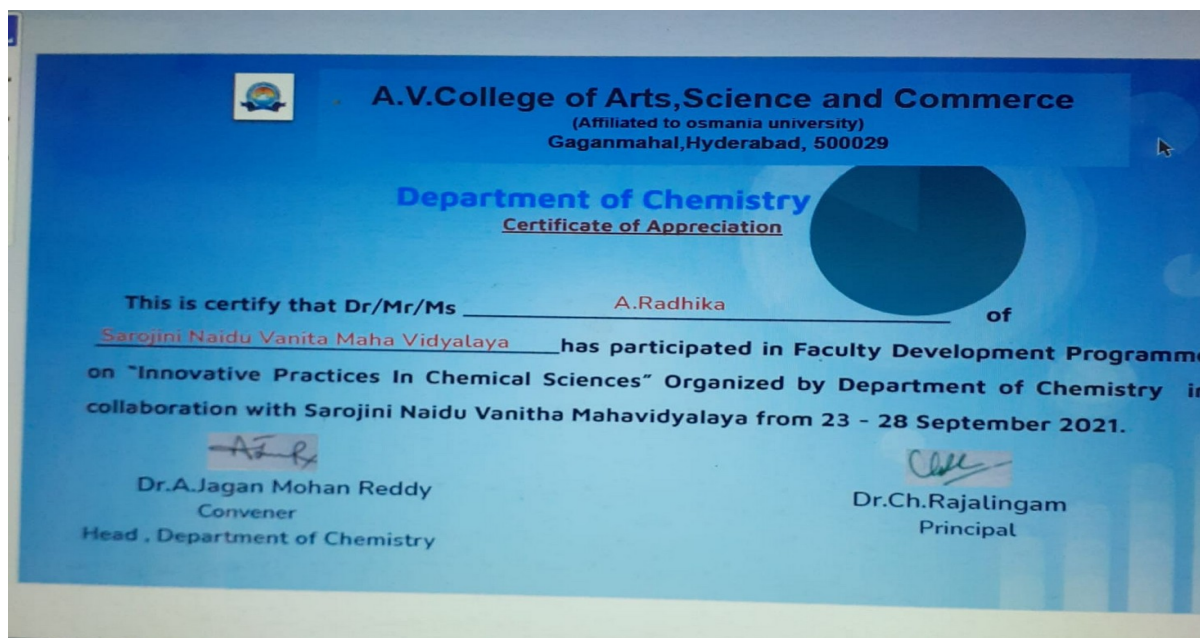 A.V.College of Arts,Science and Commerce
(Affiliated to osmania university)
Gaganmahal,Hyderabad, 500029
Department of Chemistry
Certificate of Appreciation
This is certify that Dr/Mr/Ms A.Radhika of
Sarojini Naidu Vanita Maha Vidyalaya has participated in Faculty Development Programme
on "Innovative Practices In Chemical Sciences" Organized by Department of Chemistry in
collaboration with Sarojini Naidu Vanitha Mahavidyalaya from 23 - 28 September 2021.
Dr.A.Jagan Mohan Reddy
Convener
Head , Department of Chemistry
Dr.Ch.Rajalingam
Principal